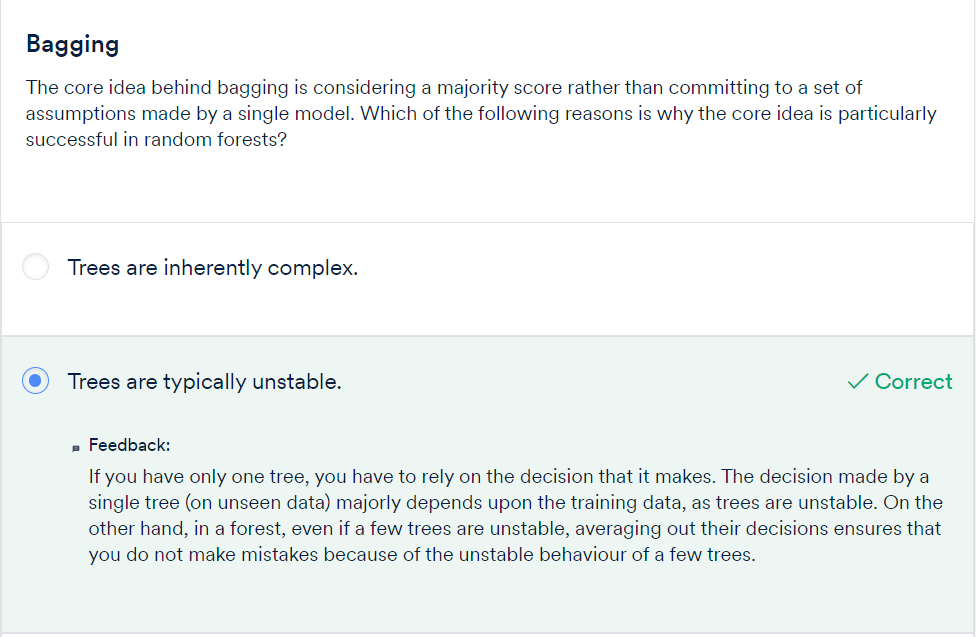 Bagging
The core idea behind bagging is considering a majority score rather than committing to a set of
assumptions made by a single model. Which of the following reasons is why the core idea is particularly
successful in random forests?
Trees are inherently complex.
Trees are typically unstable.
Correct
Feedback:
If you have only one tree, you have to rely on the decision that it makes. The decision made by a
single tree (on unseen data) majorly depends upon the training data, as trees are unstable. On the
other hand, in a forest, even if a few trees are unstable, averaging out their decisions ensures that
you do not make mistakes because of the unstable behaviour of a few trees.